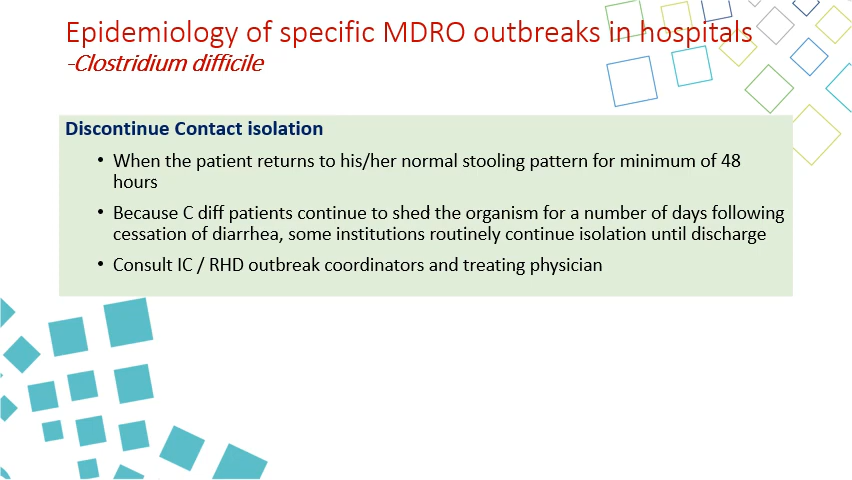 Epidemiology of specific MDRO outbreaks in hospitals
-Clostridium difficile
Discontinue Contact isolation
• When the patient returns to his/her normal stooling pattern for minimum of 48
hours
• Because C diff patients continue to shed the organism for a number of days following
cessation of diarrhea, some institutions routinely continue isolation until discharge
• Consult IC / RHD outbreak coordinators and treating physician